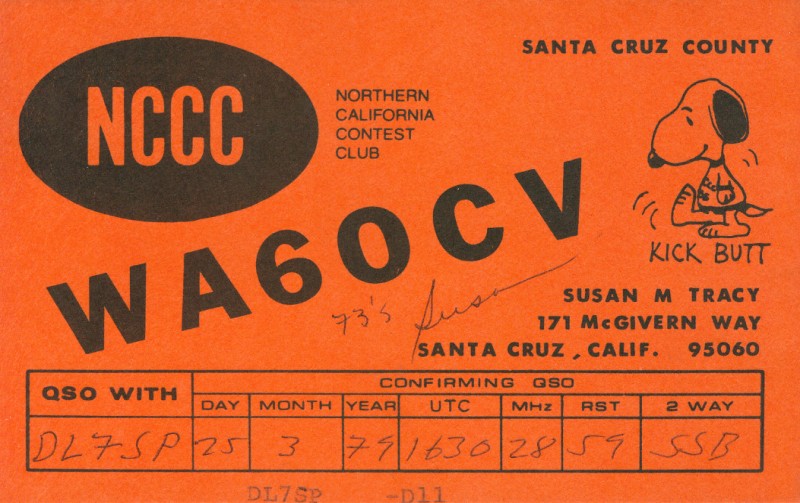 NCCC
NORTHERN
CALIFORNIA
CONTEST
CLUB
SANTA CRUZ COUNTY
KICK BUTT
WA6OCV
73's Susan
SUSAN M TRACY
171 McGIVERN WAY
SANTA CRUZ, CALIF. 95060
QSO WITH
CONFIRMING QSO
DAY MONTH YEAR UTC MHz RST 2 WAY
DL7SP 25 3 79 1630 28 59 SSB
DL7SP -D11